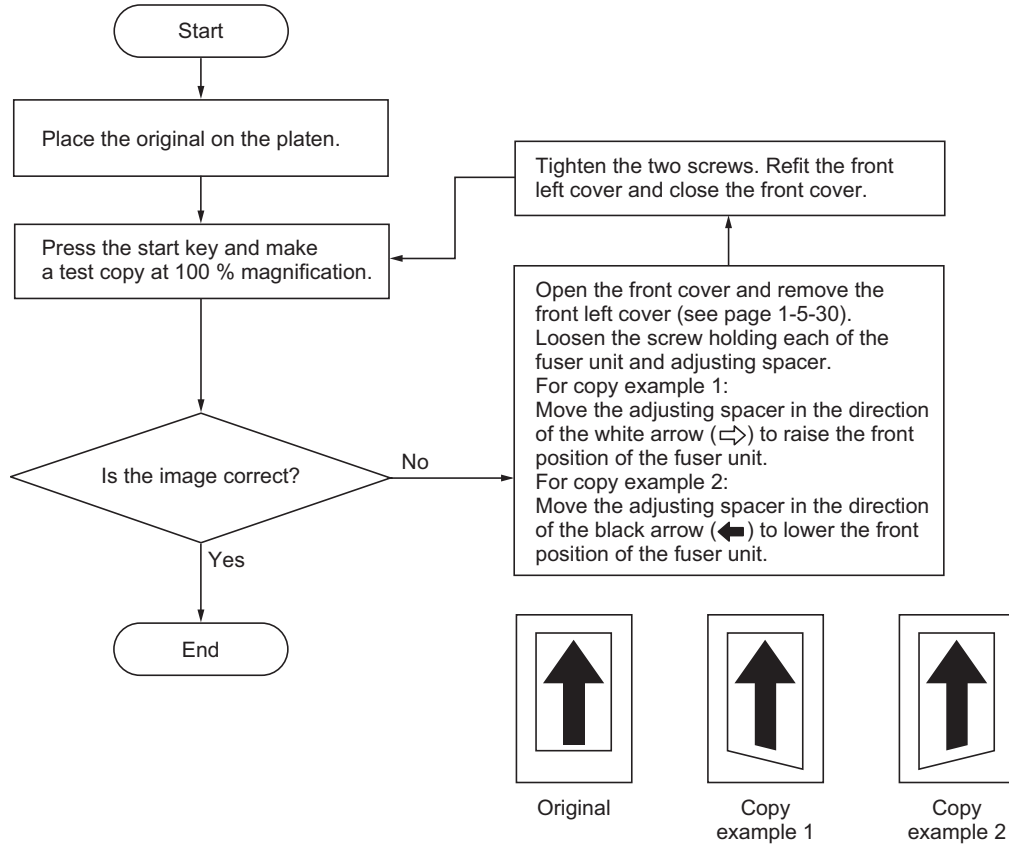 Start
Place the original on the platen.
Press the start key and make
a test copy at 100 % magnification.
Is the image correct?
No
Yes
End
Open the front cover and remove the
front left cover (see page 1-5-30).
Loosen the screw holding each of the
fuser unit and adjusting spacer.
For copy example 1:
Move the adjusting spacer in the direction
of the white arrow (⇨) to raise the front
position of the fuser unit.
For copy example 2:
Move the adjusting spacer in the direction
of the black arrow (⬅) to lower the front
position of the fuser unit.
Tighten the two screws. Refit the front
left cover and close the front cover.
Original
Copy
example 1
Copy
example 2